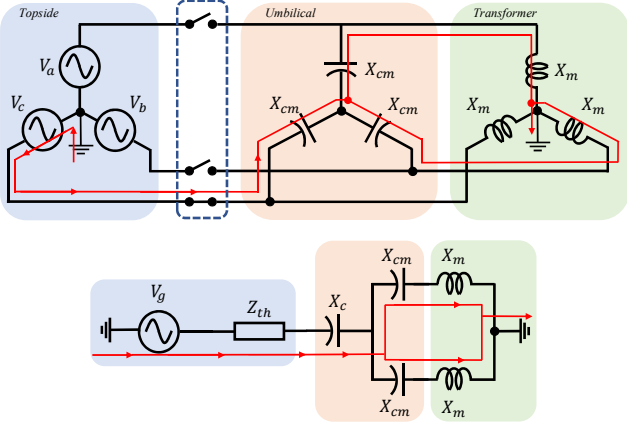 Topside Umbilical Transformer
V_a
X_cm X_m
V_c V_b X_cm X_cm X_m X_m
X_cm X_m
V_g Z_th X_c
X_cm X_m